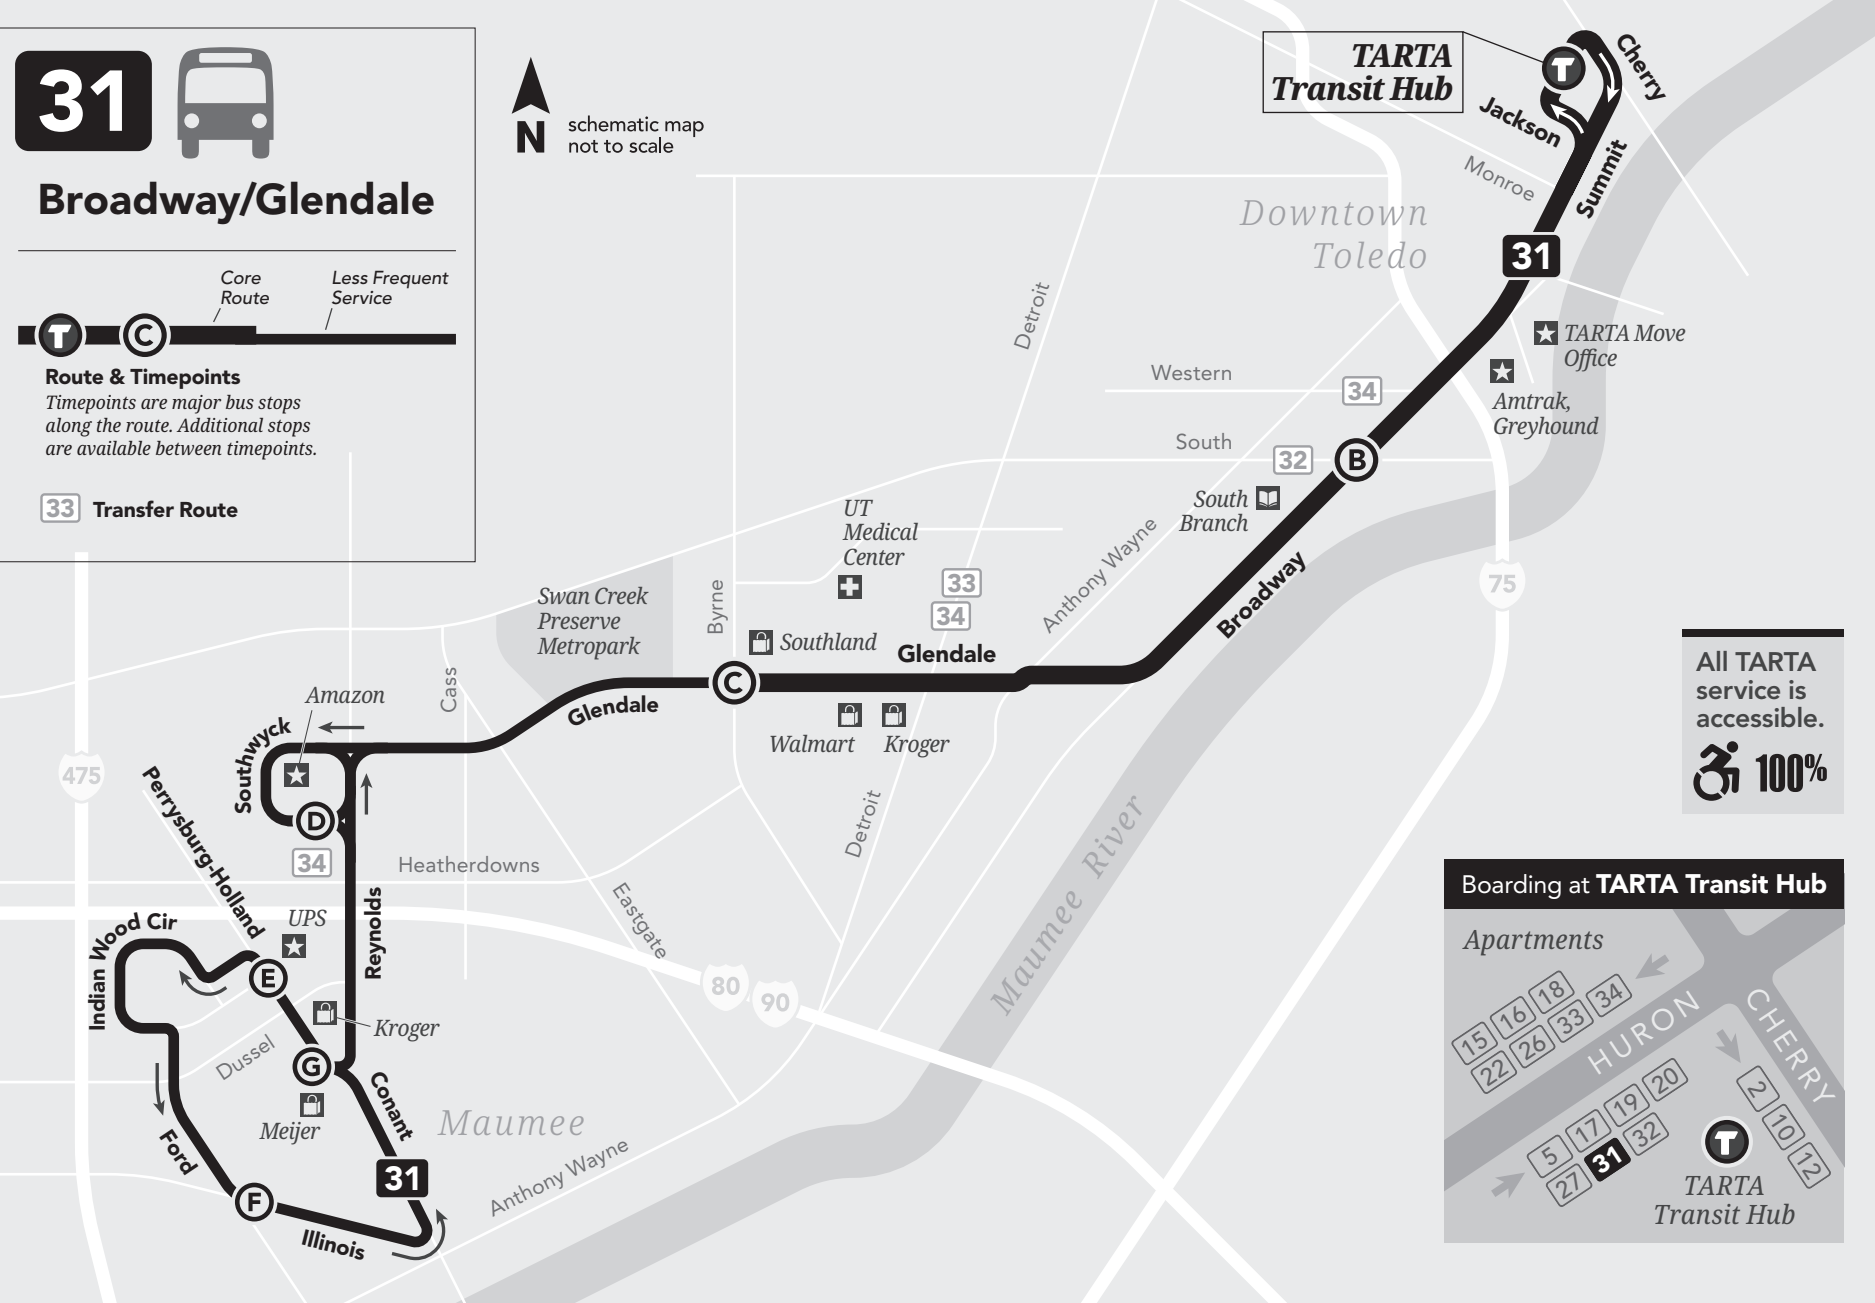 31
Broadway/Glendale
Core
Route
Less Frequent
Service
T
C
Route & Timepoints
Timepoints are major bus stops
along the route. Additional stops
are available between timepoints.
33 Transfer Route
N
schematic map
not to scale
TARTA
Transit Hub
T
Cherry
Jackson
Summit
Monroe
Downtown
Toledo
31
TARTA Move
Office
Amtrak,
Greyhound
Detroit
Western
34
South
32
B
South
Branch
Anthony Wayne
Broadway
75
UT
Medical
Center
33
34
Glendale
Swan Creek
Preserve
Metropark
Byrne
Southland
C
Walmart
Kroger
Glendale
Cass
Amazon
Southwyck
475
D
34
Perrysburg-Holland
Heatherdowns
Reynolds
UPS
Indian Wood Cir
E
Kroger
Dussel
G
Meijer
Conant
Ford
F
Illinois
31
Maumee
Anthony Wayne
Eastgate
80
90
Detroit
Maumee River
All TARTA
service is
accessible.
100%
Boarding at TARTA Transit Hub
Apartments
15 16 18
22 26 33 34
HURON
CHERRY
5 17 19 20
27 31 32
2
10
12
T
TARTA
Transit Hub